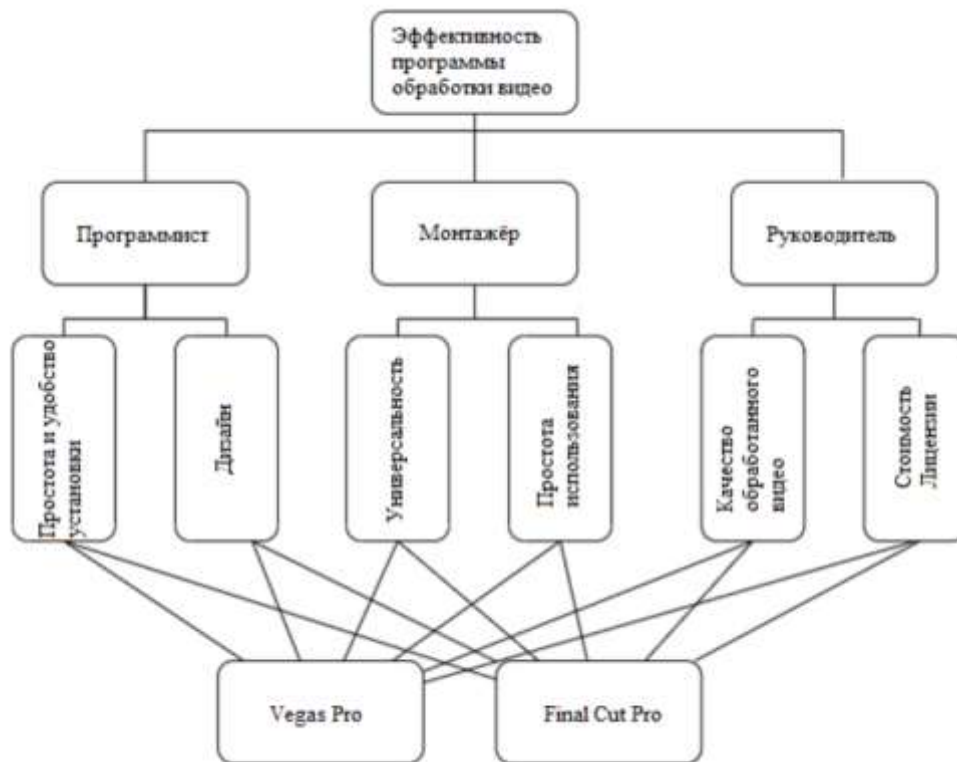 Эффективность
программы
обработки видео
Программист
Монтажёр
Руководитель
Простота и удобство
установки
Дизайн
Универсальность
Простота
использования
Качество
обработанного
видео
Стоимость
Лицензии
Vegas Pro
Final Cut Pro